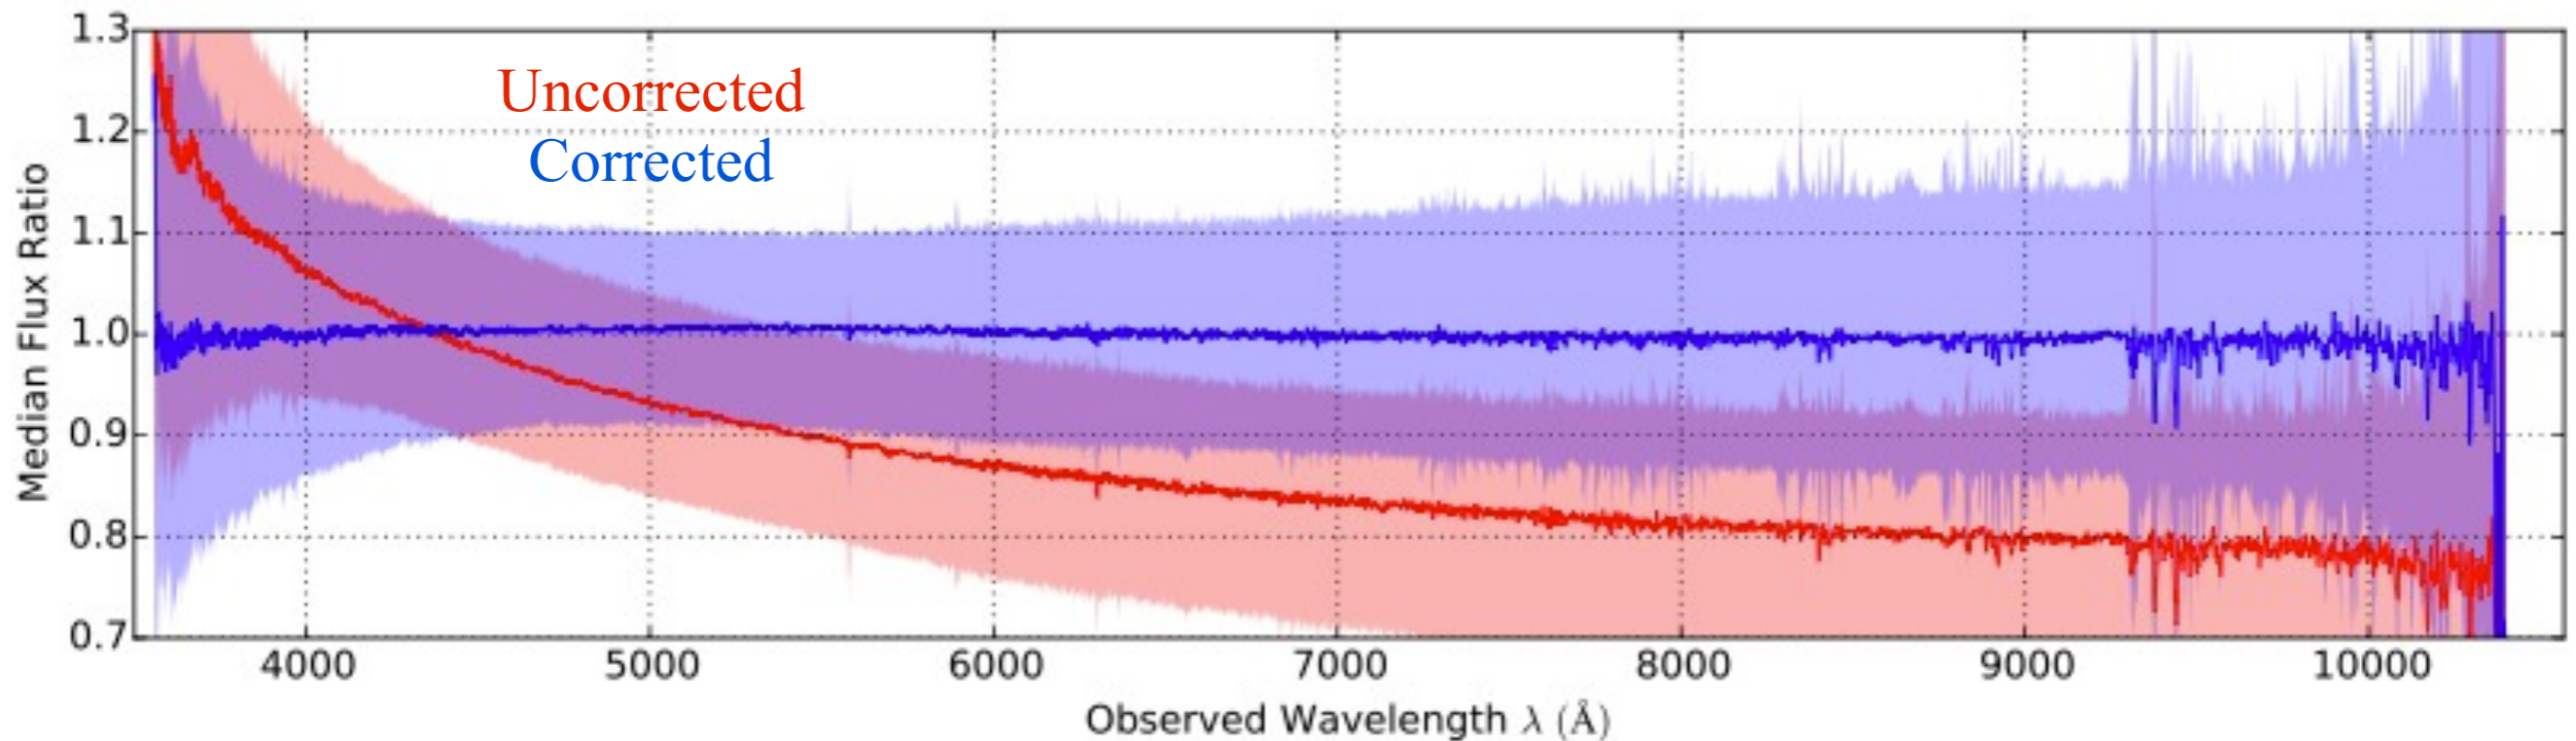 1.3
1.2
1.1
1.0
0.9
0.8
0.7
Median Flux Ratio
Uncorrected
Corrected
4000 5000 6000 7000 8000 9000 10000
Observed Wavelength λ (Å)